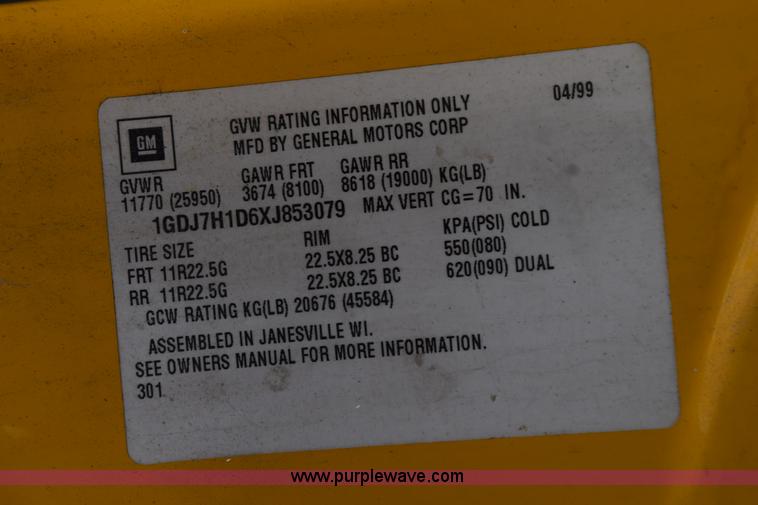 GVW RATING INFORMATION ONLY 04/99
GM MFD BY GENERAL MOTORS CORP
GVWR GAWR FRT GAWR RR
11770 (25950) 3674 (8100) 8618 (19000) KG(LB)
1GDJ7H1D6XJ853079 MAX VERT CG=70 IN.
TIRE SIZE RIM KPA(PSI) COLD
FRT 11R22.5G 22.5X8.25 BC 550(080)
RR 11R22.5G 22.5X8.25 BC 620(090) DUAL
GCW RATING KG(LB) 20676 (45584)
ASSEMBLED IN JANESVILLE WI.
SEE OWNERS MANUAL FOR MORE INFORMATION.
301
www.purplewave.com